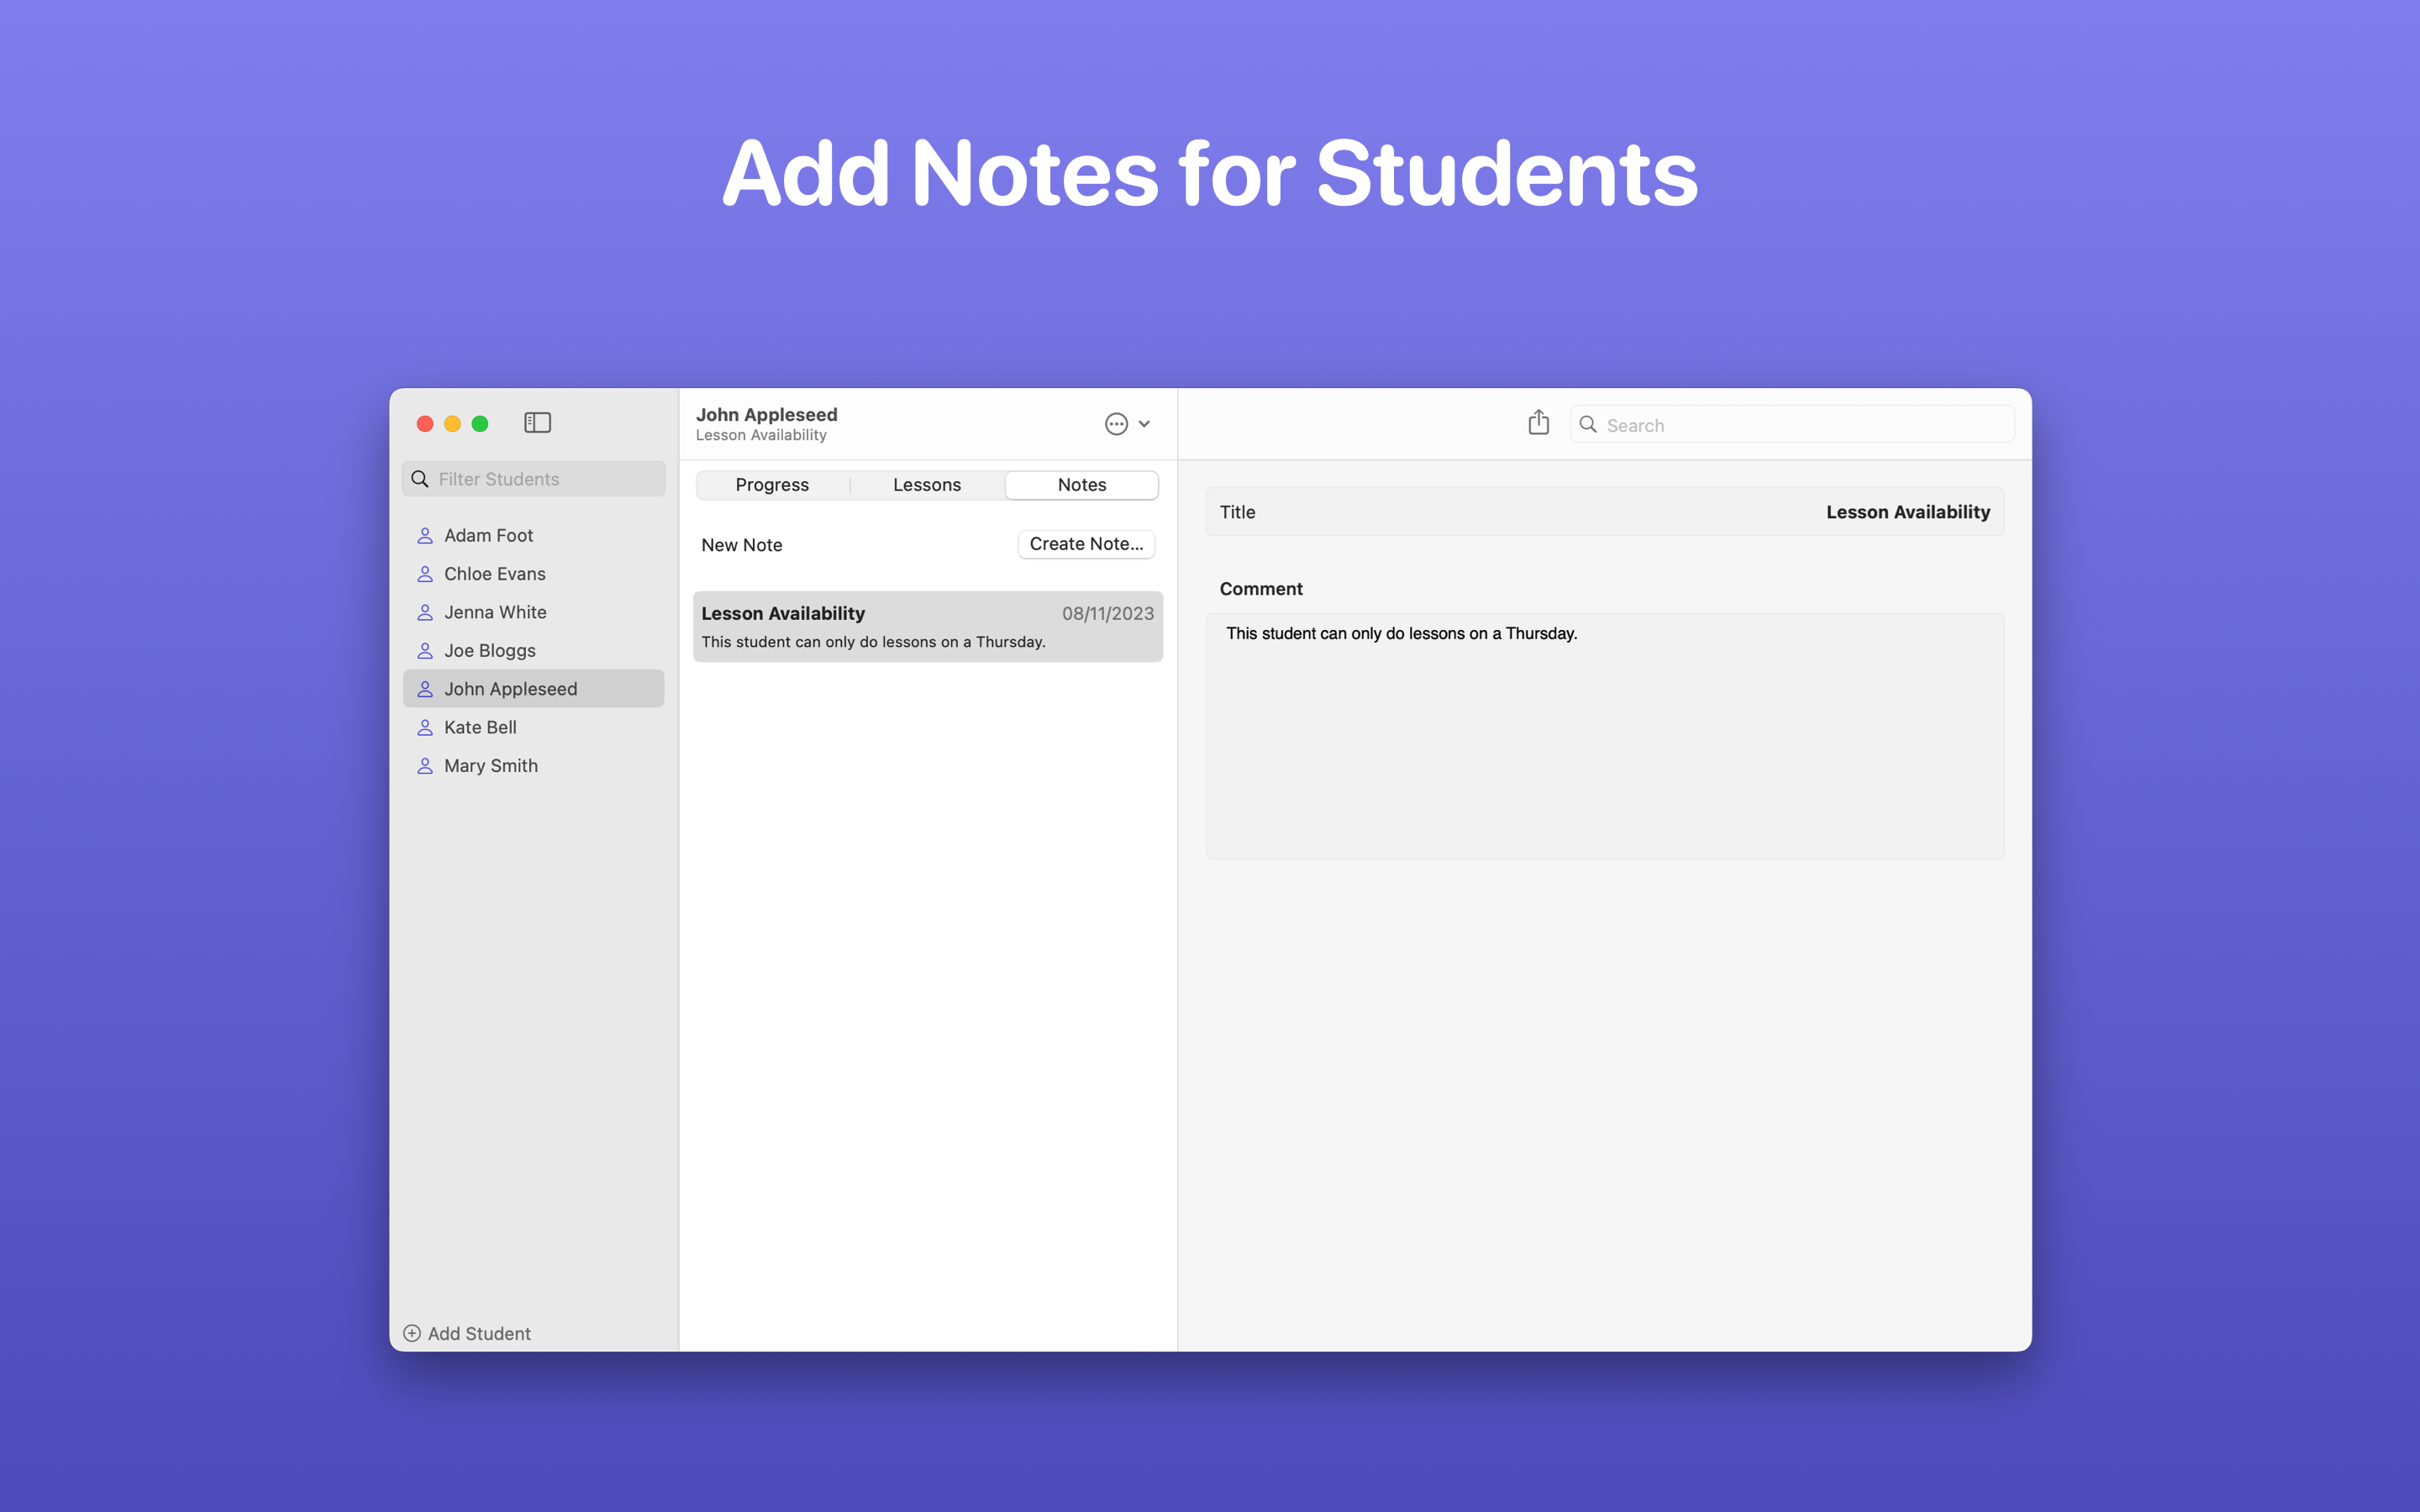 Add Notes for Students
Filter Students
Adam Foot
Chloe Evans
Jenna White
Joe Bloggs
John Appleseed
Kate Bell
Mary Smith
Add Student
John Appleseed
Lesson Availability
Progress
Lessons
Notes
New Note
Create Note...
Lesson Availability
08/11/2023
This student can only do lessons on a Thursday.
Search
Title
Lesson Availability
Comment
This student can only do lessons on a Thursday.